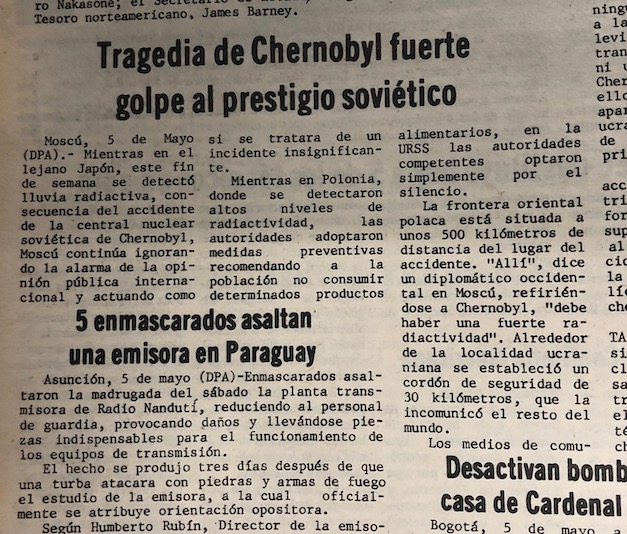 ro Nakasone; el Secretario de
Tesoro norteamericano, James Barney.
Tragedia de Chernobyl fuerte
golpe al prestigio soviético
Moscú, 5 de Mayo
(DPA).- Mientras en el
lejano Japón, este fin
de semana se detectó
lluvia radiactiva, con-
secuencia del accidente
de la central nuclear
soviética de Chernobyl,
Moscú continúa ignoran-
do la alarma de la opi-
nión pública interna-
cional y actuando como
si se tratara de un
incidente insignifican-
te.
Mientras en Polonia,
donde se detectaron
altos niveles de
radiactividad, las
autoridades adoptaron
medidas preventivas
recomendando a la
población no consumir
determinados productos
alimentarios, en la
URSS las autoridades
competentes optaron
simplemente por el
silencio.
La frontera oriental
polaca está situada a
unos 500 kilómetros de
distancia del lugar del
accidente. "Allí", dice
un diplomático occiden-
tal en Moscú, refirién-
dose a Chernobyl, "debe
haber una fuerte ra-
diactividad". Alrededor
de la localidad ucra-
niana se estableció un
cordón de seguridad de
30 kilómetros, que la
incomunicó el resto del
mundo.
Los medios de comu-
5 enmascarados asaltan
una emisora en Paraguay
Asunción, 5 de mayo (DPA)-Enmascarados asal-
taron la madrugada del sábado la planta trans-
misora de Radio Nandutí, reduciendo al personal
de guardia, provocando daños y llevándose pie-
zas indispensables para el funcionamiento de
los equipos de transmisión.
El hecho se produjo tres días después de que
una turba atacara con piedras y armas de fuego
el estudio de la emisora, a la cual oficial-
mente se atribuye orientación opositora.
Según Humberto Rubín, Director de la emiso-
Desactivan bomb
casa de Cardenal
Bogotá, 5 de mayo